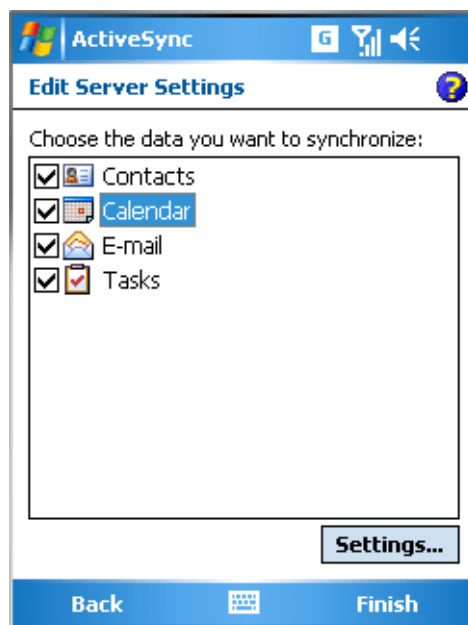 ActiveSync
G
Edit Server Settings
?
Choose the data you want to synchronize:
Contacts
Calendar
E-mail
Tasks
Settings...
Back
Finish